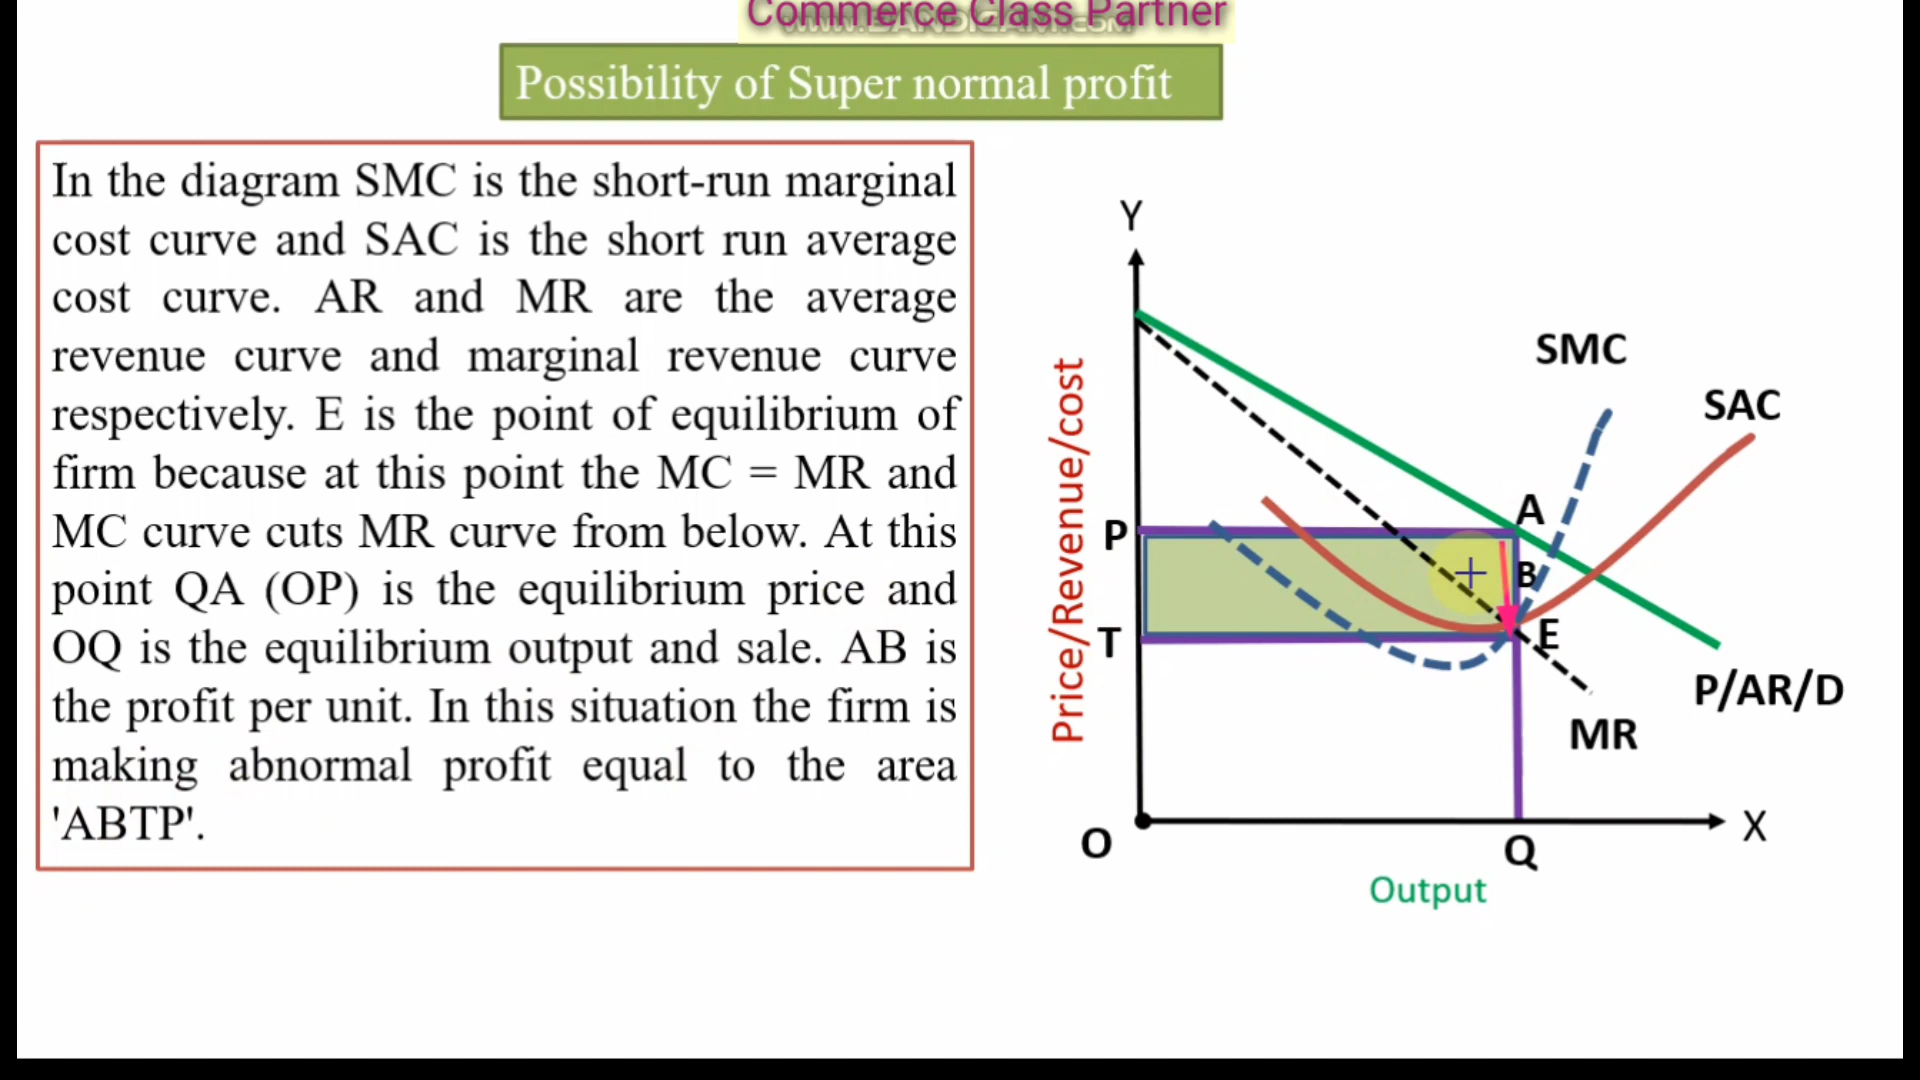 Commerce Class Partner
www.BANDICAM.com
Possibility of Super normal profit
In the diagram SMC is the short-run marginal
cost curve and SAC is the short run average
cost curve. AR and MR are the average
revenue curve and marginal revenue curve
respectively. E is the point of equilibrium of
firm because at this point the MC = MR and
MC curve cuts MR curve from below. At this
point QA (OP) is the equilibrium price and
OQ is the equilibrium output and sale. AB is
the profit per unit. In this situation the firm is
making abnormal profit equal to the area
'ABTP'.
Y
Price/Revenue/cost
SMC
SAC
A
P
B
E
T
P/AR/D
MR
O
Q
X
Output